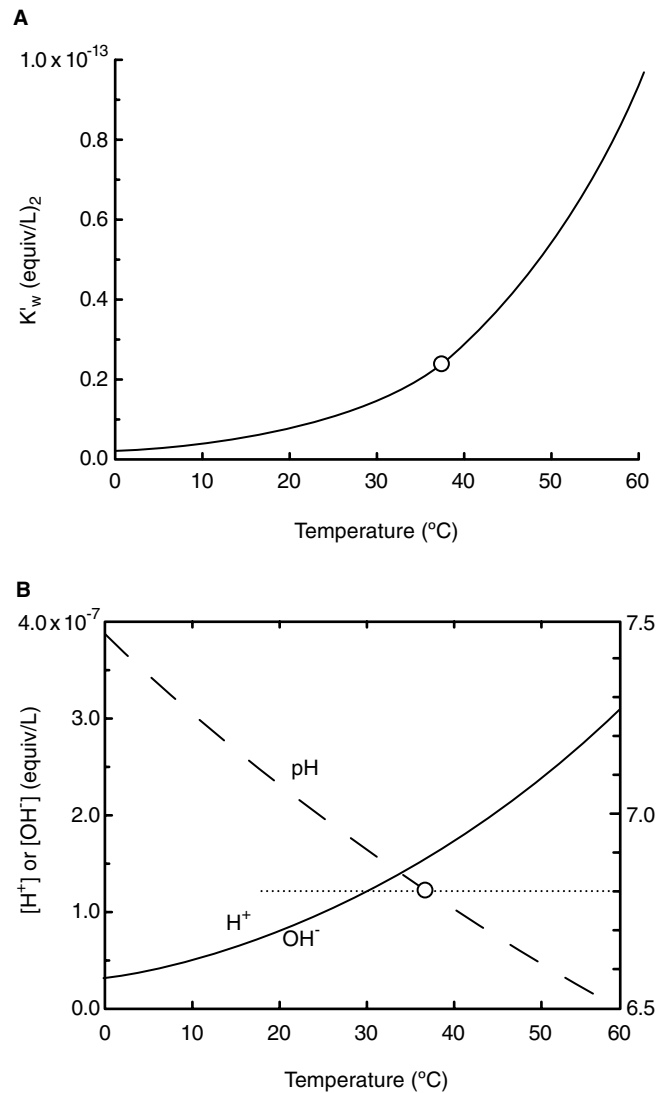 A
1.0 x 10⁻¹³
0.8
0.6
0.4
0.2
0.0
K'w (equiv/L)₂
0 10 20 30 40 50 60
Temperature (ºC)
B
4.0 x 10⁻⁷
3.0
2.0
1.0
0.0
[H⁺] or [OH⁻] (equiv/L)
7.5
7.0
6.5
pH
H⁺
OH⁻
0 10 20 30 40 50 60
Temperature (ºC)